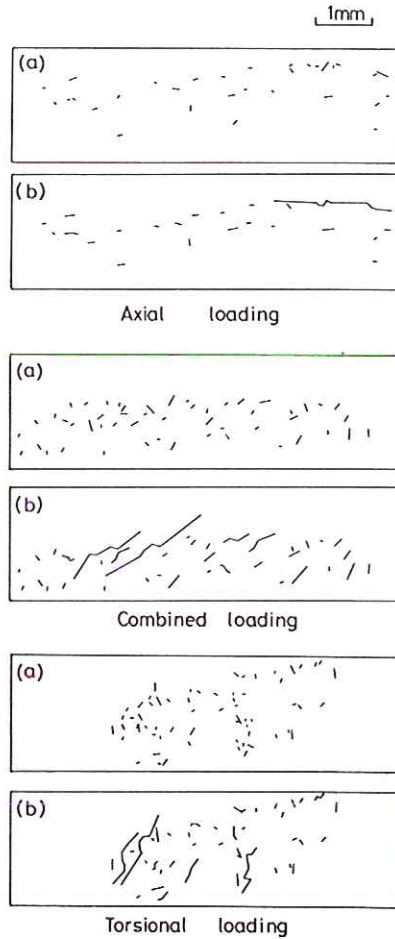 1mm
(a)
(b)
Axial loading
(a)
(b)
Combined loading
(a)
(b)
Torsional loading